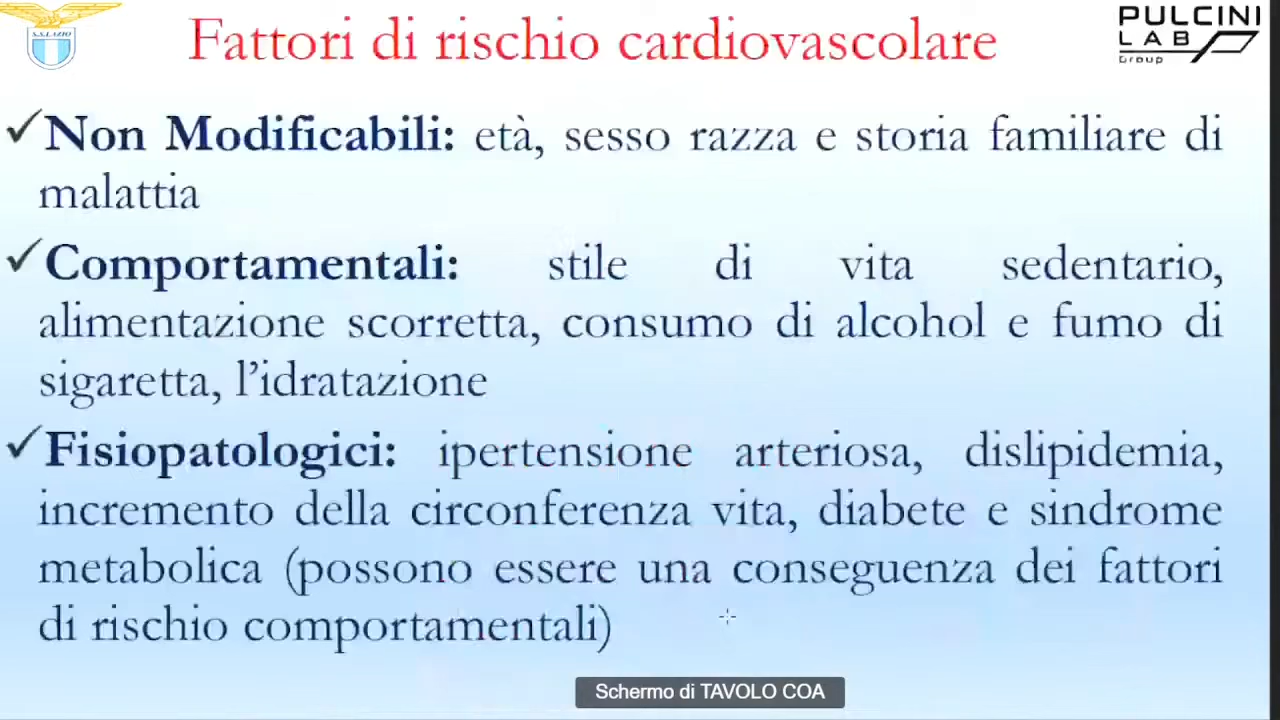 S.S. LAZIO
Fattori di rischio cardiovascolare
PULCINI
LAB
Group
Non Modificabili: età, sesso razza e storia familiare di
malattia
Comportamentali: stile di vita sedentario,
alimentazione scorretta, consumo di alcohol e fumo di
sigaretta, l’idratazione
Fisiopatologici: ipertensione arteriosa, dislipidemia,
incremento della circonferenza vita, diabete e sindrome
metabolica (possono essere una conseguenza dei fattori
di rischio comportamentali)
Schermo di TAVOLO COA